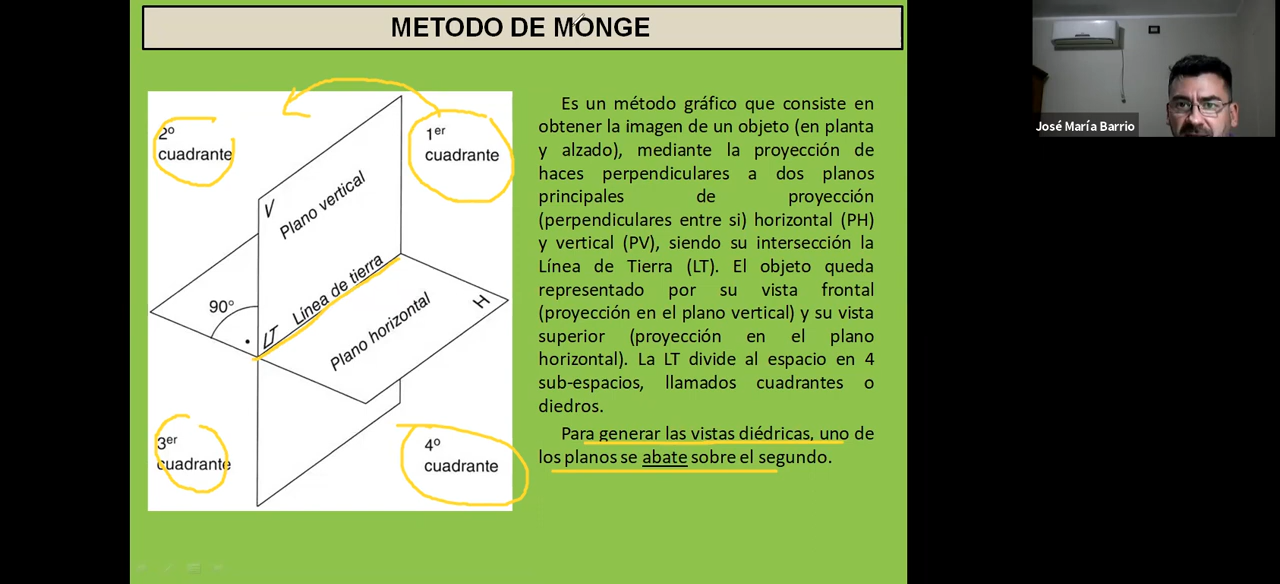 METODO DE MONGE
2º
cuadrante
1er
cuadrante
V
Plano vertical
90º
LT Línea de tierra
Plano horizontal
H
3er
cuadrante
4º
cuadrante
Es un método gráfico que consiste en
obtener la imagen de un objeto (en planta
y alzado), mediante la proyección de
haces perpendiculares a dos planos
principales de proyección
(perpendiculares entre si) horizontal (PH)
y vertical (PV), siendo su intersección la
Línea de Tierra (LT). El objeto queda
representado por su vista frontal
(proyección en el plano vertical) y su vista
superior (proyección en el plano
horizontal). La LT divide al espacio en 4
sub-espacios, llamados cuadrantes o
diedros.
Para generar las vistas diédricas, uno de
los planos se abate sobre el segundo.
José María Barrio